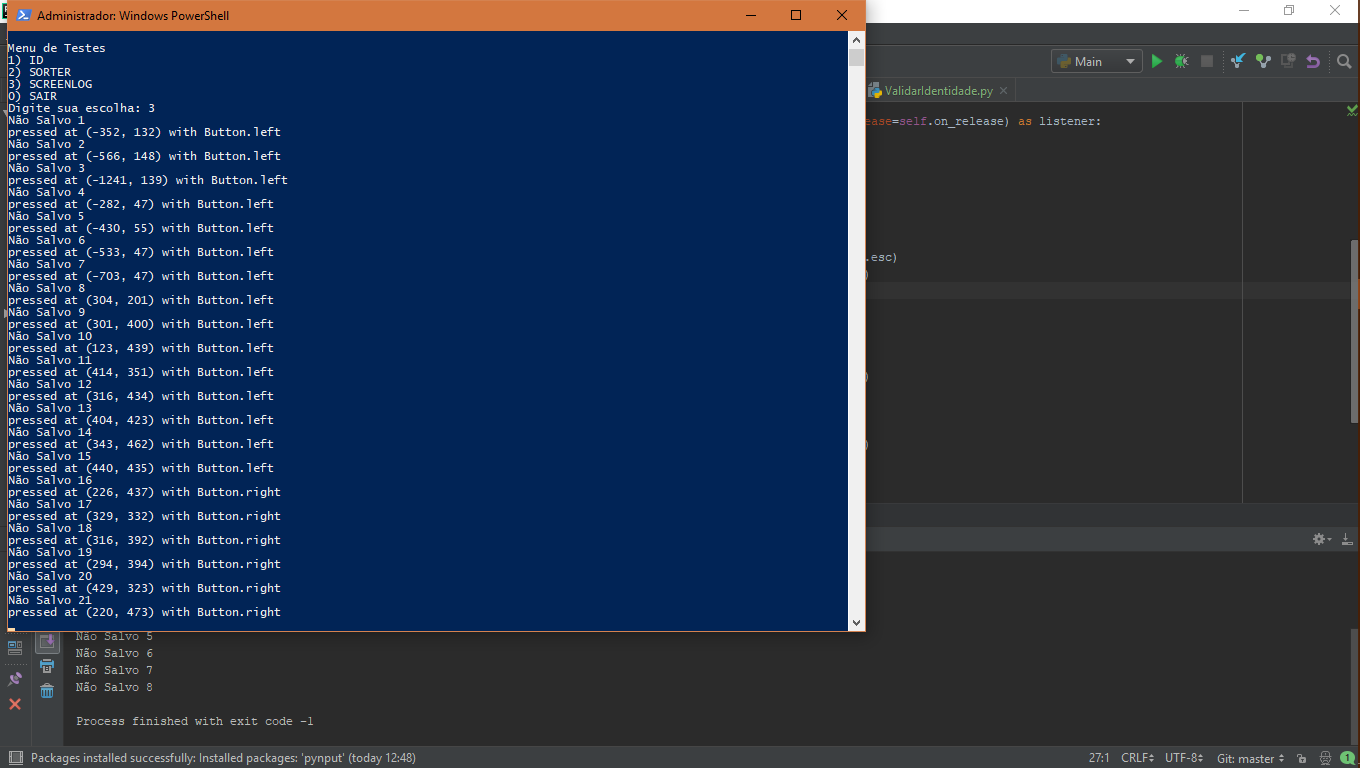 Administrador: Windows PowerShell
Menu de Testes
1) ID
2) SORTER
3) SCREENLOG
0) SAIR
Digite sua escolha: 3
Não Salvo 1
pressed at (-352, 132) with Button.left
Não Salvo 2
pressed at (-566, 148) with Button.left
Não Salvo 3
pressed at (-1241, 139) with Button.left
Não Salvo 4
pressed at (-282, 47) with Button.left
Não Salvo 5
pressed at (-430, 55) with Button.left
Não Salvo 6
pressed at (-533, 47) with Button.left
Não Salvo 7
pressed at (-703, 47) with Button.left
Não Salvo 8
pressed at (304, 201) with Button.left
Não Salvo 9
pressed at (301, 400) with Button.left
Não Salvo 10
pressed at (123, 439) with Button.left
Não Salvo 11
pressed at (414, 351) with Button.left
Não Salvo 12
pressed at (316, 434) with Button.left
Não Salvo 13
pressed at (404, 423) with Button.left
Não Salvo 14
pressed at (343, 462) with Button.left
Não Salvo 15
pressed at (440, 435) with Button.left
Não Salvo 16
pressed at (226, 437) with Button.right
Não Salvo 17
pressed at (329, 332) with Button.right
Não Salvo 18
pressed at (316, 392) with Button.right
Não Salvo 19
pressed at (294, 394) with Button.right
Não Salvo 20
pressed at (429, 323) with Button.right
Não Salvo 21
pressed at (220, 473) with Button.right
Main
ValidarIdentidade.py
ease=self.on_release) as listener:
.esc)
)
)
)
Não Salvo 5
Não Salvo 6
Não Salvo 7
Não Salvo 8
Process finished with exit code -1
Packages installed successfully: Installed packages: 'pynput' (today 12:48)
27:1 CRLF UTF-8 Git: master 1